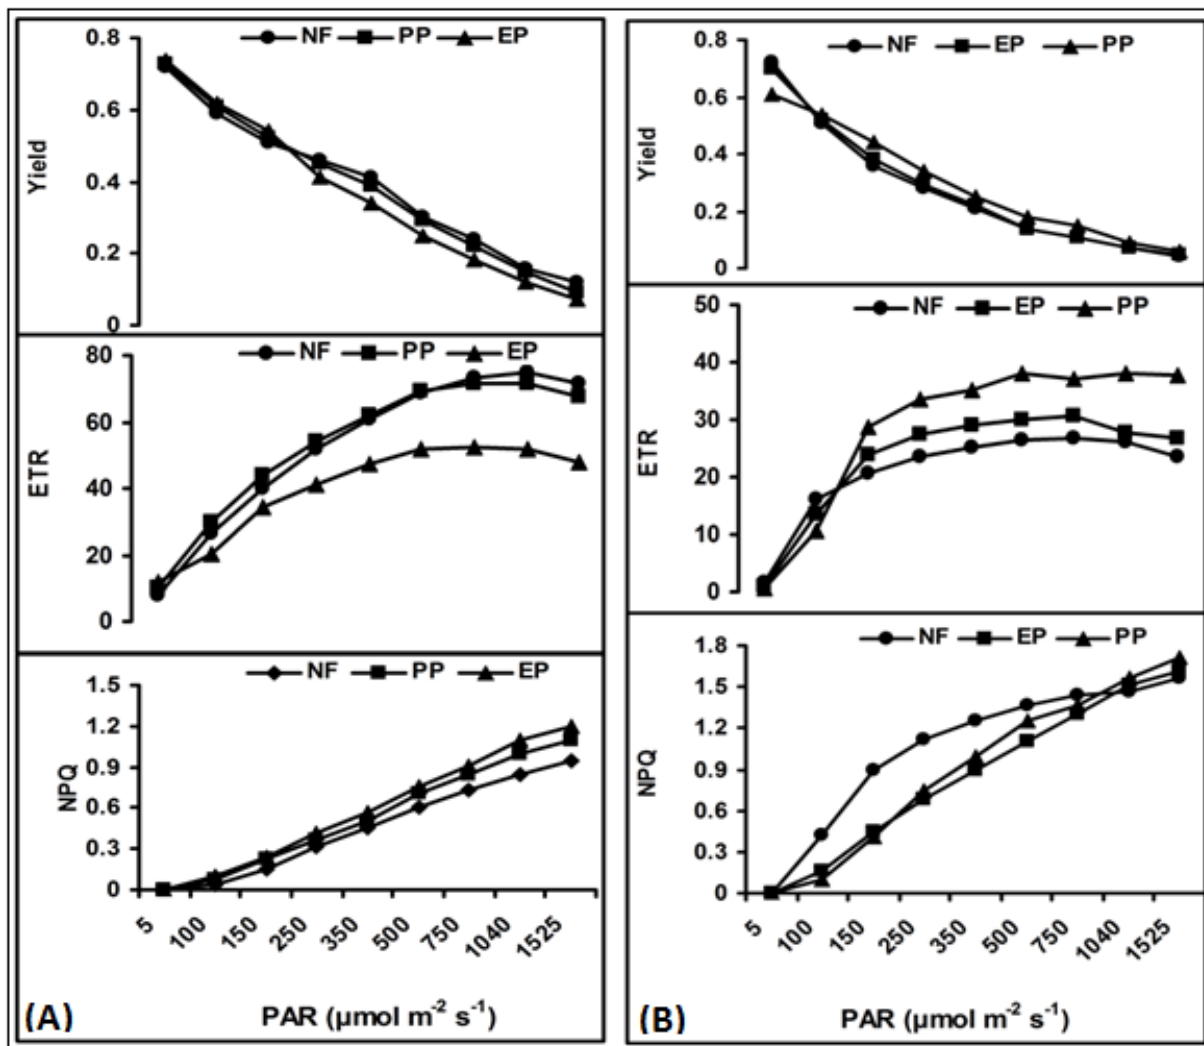 NF PP EP
0.8
0.6
0.4
0.2
0
Yield
NF PP EP
80
60
40
20
0
ETR
NF PP EP
1.5
1.2
0.9
0.6
0.3
0
NPQ
5 100 150 250 350 500 750 1040 1525
(A) PAR (µmol m⁻² s⁻¹)
NF EP PP
0.8
0.6
0.4
0.2
0
Yield
NF EP PP
50
40
30
20
10
0
ETR
NF EP PP
1.8
1.5
1.2
0.9
0.6
0.3
0
NPQ
5 100 150 250 350 500 750 1040 1525
(B) PAR (µmol m⁻² s⁻¹)